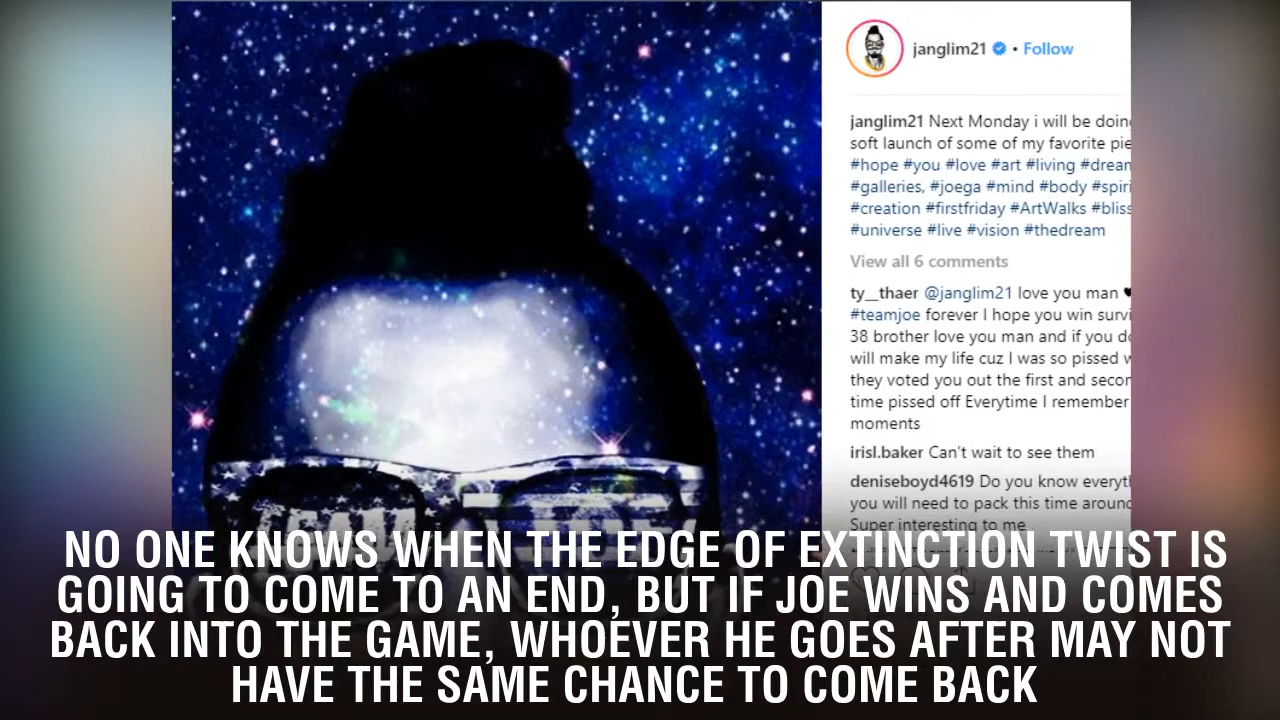 janglim21 • Follow
janglim21 Next Monday i will be doing
soft launch of some of my favorite pie
#hope #you #love #art #living #drean
#galleries, #joega #mind #body #spiri
#creation #firstfriday #ArtWalks #bliss
#universe #live #vision #thedream
View all 6 comments
ty__thaer @janglim21 love you man
#teamjoe forever I hope you win survi
38 brother love you man and if you do
will make my life cuz I was so pissed w
they voted you out the first and secon
time pissed off Everytime I remember
moments
irisl.baker Can't wait to see them
deniseboyd4619 Do you know everyth
you will need to pack this time around
Super interesting to me
NO ONE KNOWS WHEN THE EDGE OF EXTINCTION TWIST IS
GOING TO COME TO AN END, BUT IF JOE WINS AND COMES
BACK INTO THE GAME, WHOEVER HE GOES AFTER MAY NOT
HAVE THE SAME CHANCE TO COME BACK